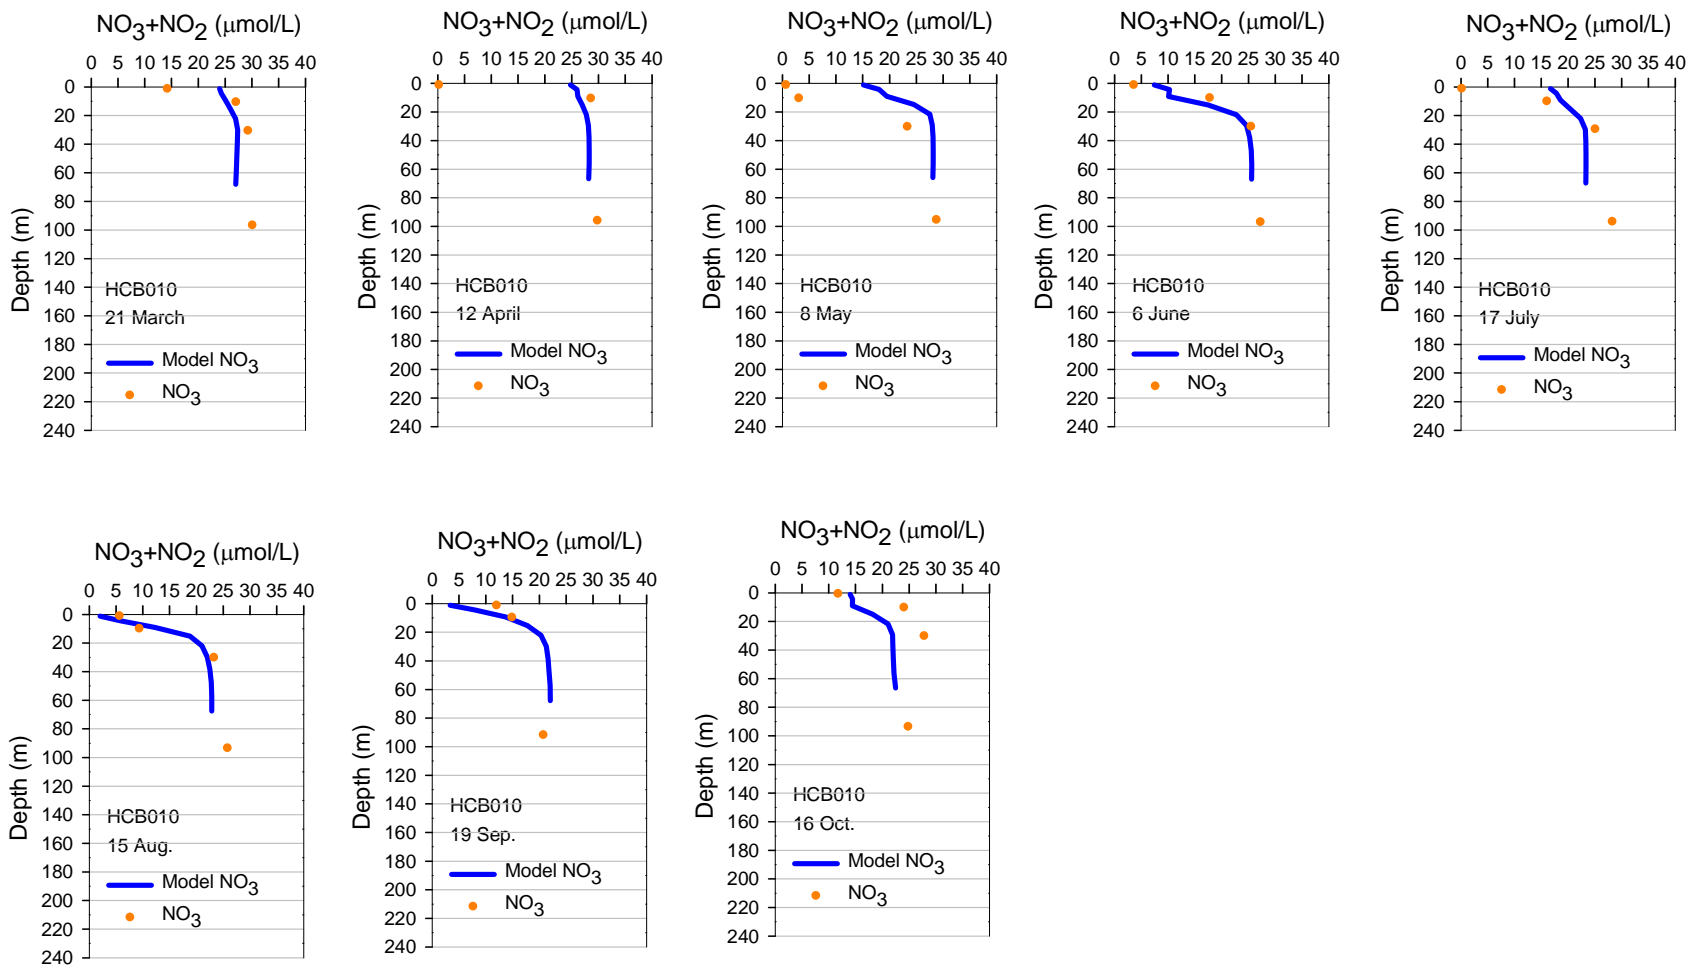 NO3+NO2 (μmol/L)
0 5 10 15 20 25 30 35 40
0
20
40
60
80
100
120
140
160
180
200
220
240
Depth (m)
HCB010
21 March
Model NO3
NO3
NO3+NO2 (μmol/L)
0 5 10 15 20 25 30 35 40
0
20
40
60
80
100
120
140
160
180
200
220
240
Depth (m)
HCB010
12 April
Model NO3
NO3
NO3+NO2 (μmol/L)
0 5 10 15 20 25 30 35 40
0
20
40
60
80
100
120
140
160
180
200
220
240
Depth (m)
HCB010
8 May
Model NO3
NO3
NO3+NO2 (μmol/L)
0 5 10 15 20 25 30 35 40
0
20
40
60
80
100
120
140
160
180
200
220
240
Depth (m)
HCB010
6 June
Model NO3
NO3
NO3+NO2 (μmol/L)
0 5 10 15 20 25 30 35 40
0
20
40
60
80
100
120
140
160
180
200
220
240
Depth (m)
HCB010
17 July
Model NO3
NO3
NO3+NO2 (μmol/L)
0 5 10 15 20 25 30 35 40
0
20
40
60
80
100
120
140
160
180
200
220
240
Depth (m)
HCB010
15 Aug.
Model NO3
NO3
NO3+NO2 (μmol/L)
0 5 10 15 20 25 30 35 40
0
20
40
60
80
100
120
140
160
180
200
220
240
Depth (m)
HCB010
19 Sep.
Model NO3
NO3
NO3+NO2 (μmol/L)
0 5 10 15 20 25 30 35 40
0
20
40
60
80
100
120
140
160
180
200
220
240
Depth (m)
HCB010
16 Oct.
Model NO3
NO3